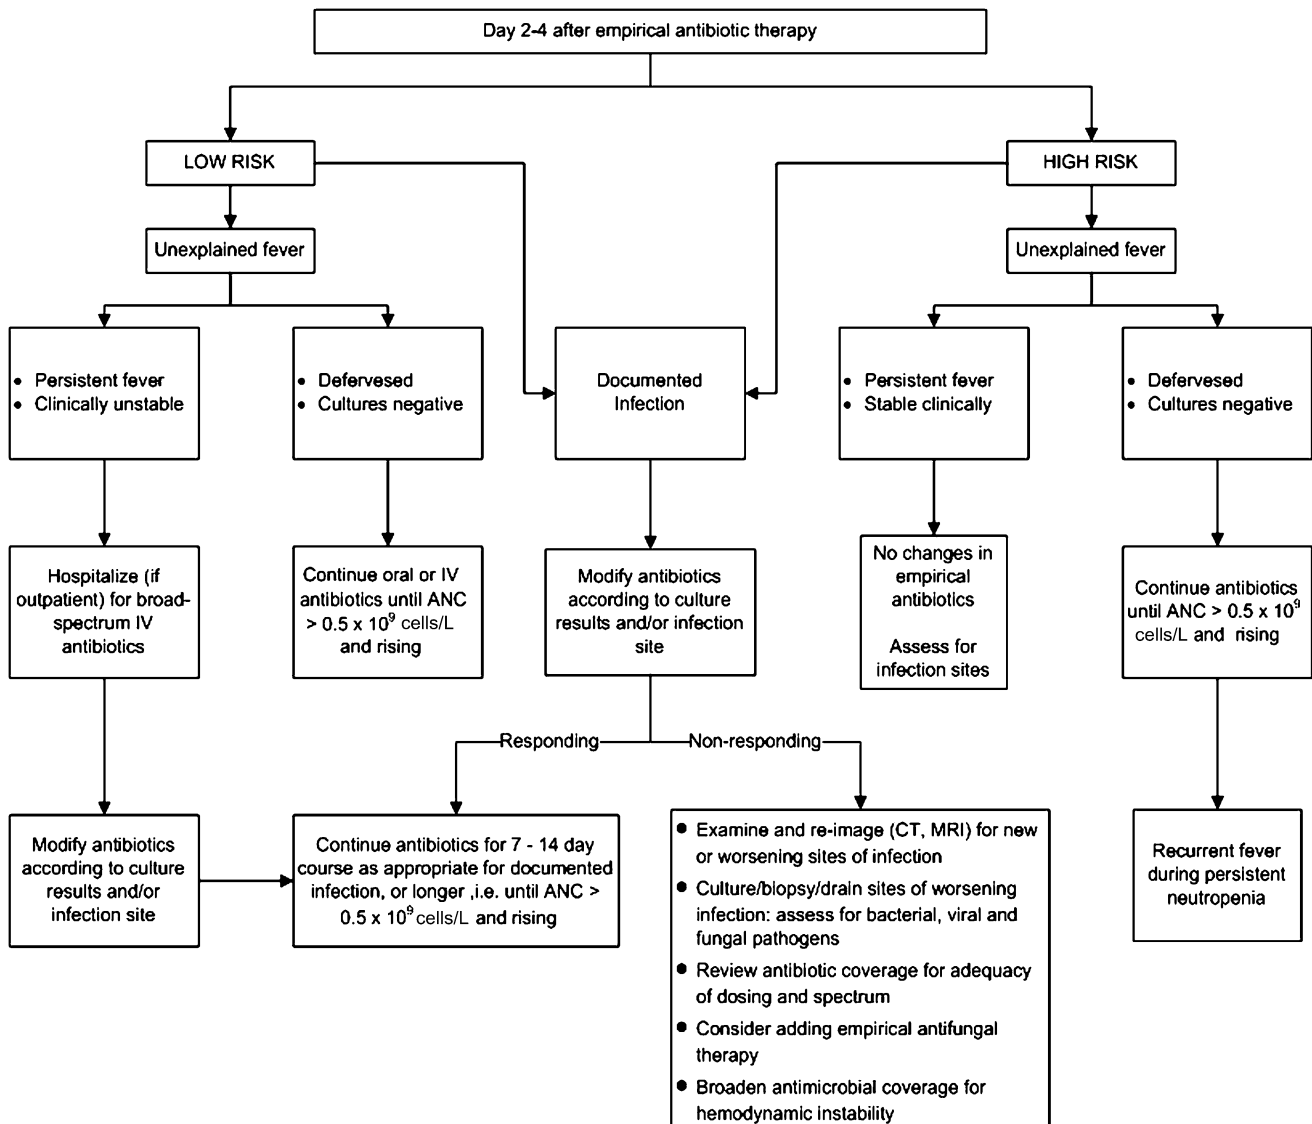 Day 2-4 after empirical antibiotic therapy
LOW RISK
HIGH RISK
Unexplained fever
Unexplained fever
• Persistent fever
• Clinically unstable
• Defervesed
• Cultures negative
Documented
Infection
• Persistent fever
• Stable clinically
• Defervesed
• Cultures negative
Hospitalize (if
outpatient) for broad-
spectrum IV
antibiotics
Continue oral or IV
antibiotics until ANC
> 0.5 x 10⁹ cells/L
and rising
Modify antibiotics
according to culture
results and/or infection
site
No changes in
empirical
antibiotics
Assess for
infection sites
Continue antibiotics
until ANC > 0.5 x 10⁹
cells/L and rising
Responding
Non-responding
Modify antibiotics
according to culture
results and/or
infection site
Continue antibiotics for 7 - 14 day
course as appropriate for documented
infection, or longer ,i.e. until ANC >
0.5 x 10⁹ cells/L and rising
• Examine and re-image (CT, MRI) for new
or worsening sites of infection
• Culture/biopsy/drain sites of worsening
infection: assess for bacterial, viral and
fungal pathogens
• Review antibiotic coverage for adequacy
of dosing and spectrum
• Consider adding empirical antifungal
therapy
• Broaden antimicrobial coverage for
hemodynamic instability
Recurrent fever
during persistent
neutropenia